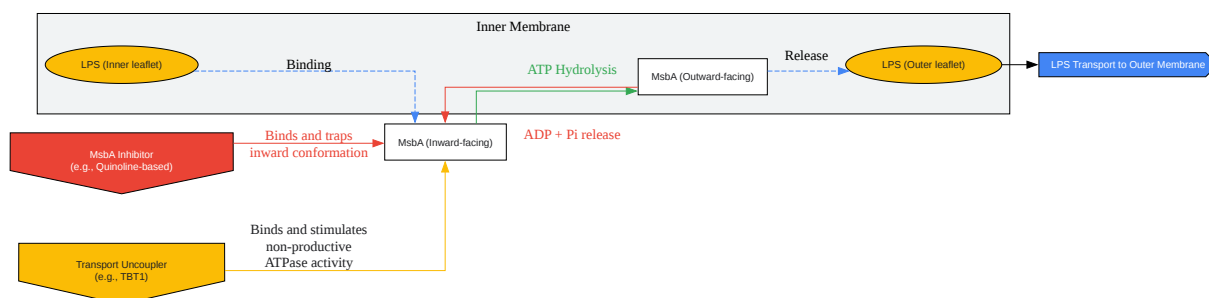 Inner Membrane
LPS (Inner leaflet)
Binding
ATP Hydrolysis
MsbA (Outward-facing)
Release
LPS (Outer leaflet)
LPS Transport to Outer Membrane
MsbA Inhibitor
(e.g., Quinoline-based)
Binds and traps
inward conformation
MsbA (Inward-facing)
ADP + Pi release
Transport Uncoupler
(e.g., TBT1)
Binds and stimulates
non-productive
ATPase activity